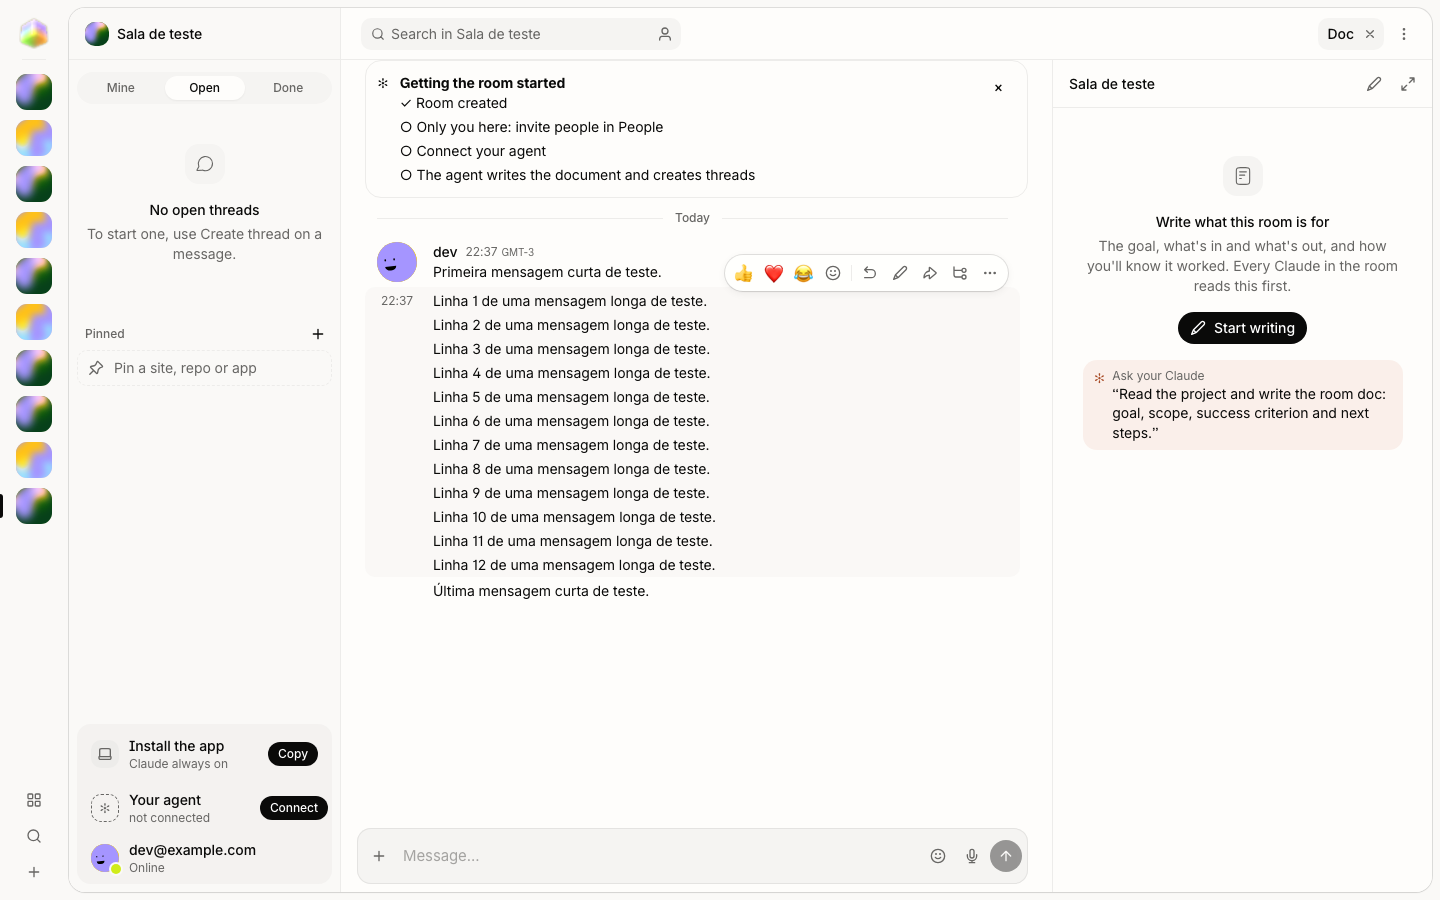 Sala de teste
Search in Sala de teste
Doc
Mine
Open
Done
No open threads
To start one, use Create thread on a
message.
Pinned
Pin a site, repo or app
Install the app
Claude always on
Copy
Your agent
not connected
Connect
dev@example.com
Online
Getting the room started
✓ Room created
○ Only you here: invite people in People
○ Connect your agent
○ The agent writes the document and creates threads
Today
dev 22:37 GMT-3
Primeira mensagem curta de teste.
22:37 Linha 1 de uma mensagem longa de teste.
Linha 2 de uma mensagem longa de teste.
Linha 3 de uma mensagem longa de teste.
Linha 4 de uma mensagem longa de teste.
Linha 5 de uma mensagem longa de teste.
Linha 6 de uma mensagem longa de teste.
Linha 7 de uma mensagem longa de teste.
Linha 8 de uma mensagem longa de teste.
Linha 9 de uma mensagem longa de teste.
Linha 10 de uma mensagem longa de teste.
Linha 11 de uma mensagem longa de teste.
Linha 12 de uma mensagem longa de teste.
Última mensagem curta de teste.
Message...
Sala de teste
Write what this room is for
The goal, what's in and what's out, and how
you'll know it worked. Every Claude in the room
reads this first.
Start writing
Ask your Claude
“Read the project and write the room doc:
goal, scope, success criterion and next
steps.”